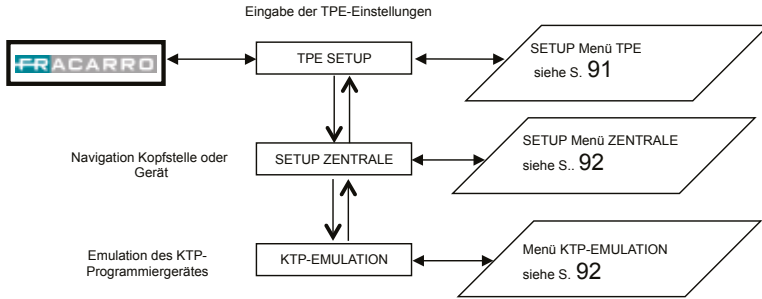 Eingabe der TPE-Einstellungen
FRACARRO
TPE SETUP
SETUP Menü TPE
siehe S. 91
Navigation Kopfstelle oder
Gerät
SETUP ZENTRALE
SETUP Menü ZENTRALE
siehe S.. 92
Emulation des KTP-
Programmiergerätes
KTP-EMULATION
Menü KTP-EMULATION
siehe S. 92